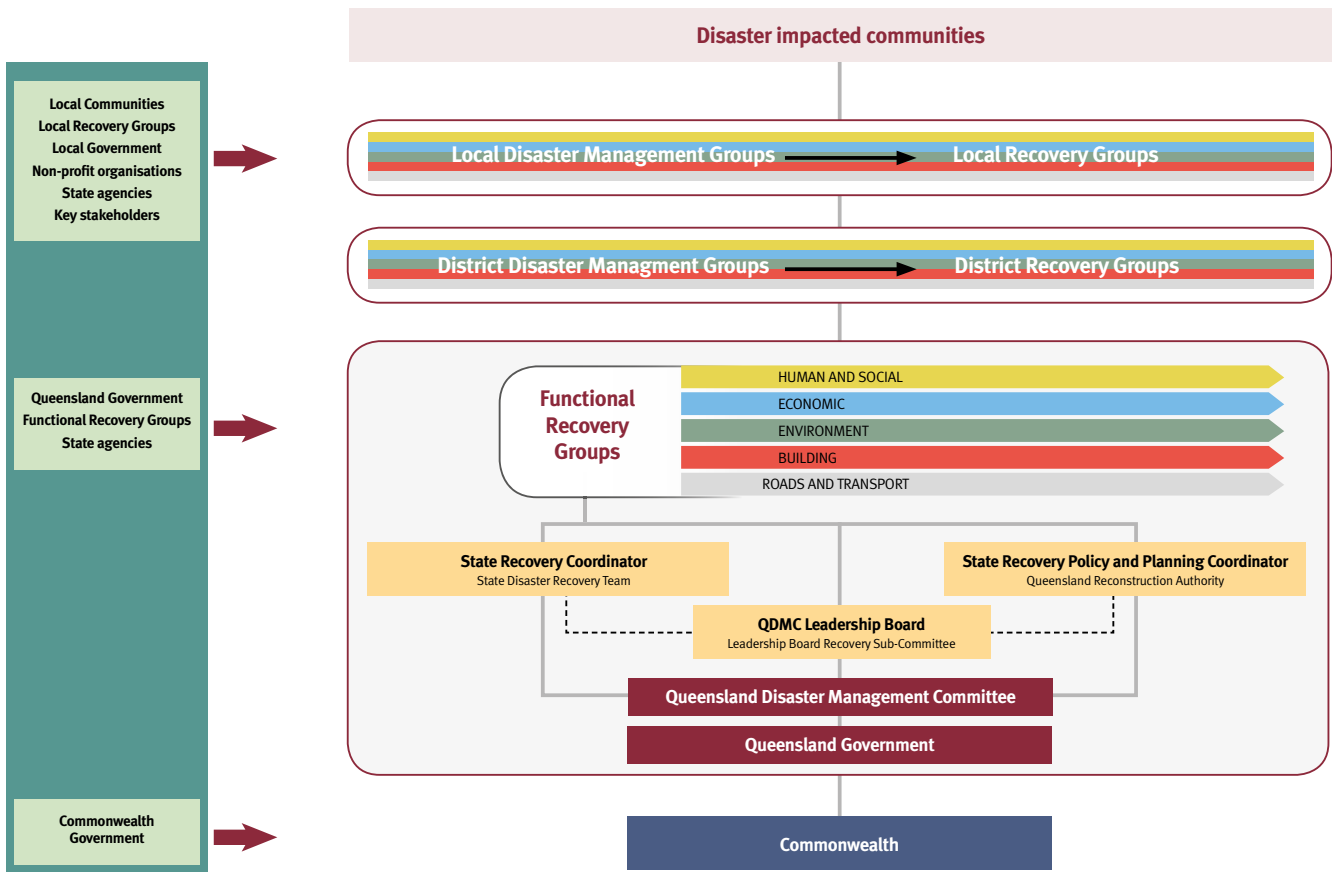 Disaster impacted communities
Local Communities
Local Recovery Groups
Local Government
Non-profit organisations
State agencies
Key stakeholders
Local Disaster Management Groups
Local Recovery Groups
District Disaster Managment Groups
District Recovery Groups
Queensland Government
Functional Recovery Groups
State agencies
Functional
Recovery
Groups
HUMAN AND SOCIAL
ECONOMIC
ENVIRONMENT
BUILDING
ROADS AND TRANSPORT
State Recovery Coordinator
State Disaster Recovery Team
State Recovery Policy and Planning Coordinator
Queensland Reconstruction Authority
QDMC Leadership Board
Leadership Board Recovery Sub-Committee
Queensland Disaster Management Committee
Queensland Government
Commonwealth
Government
Commonwealth